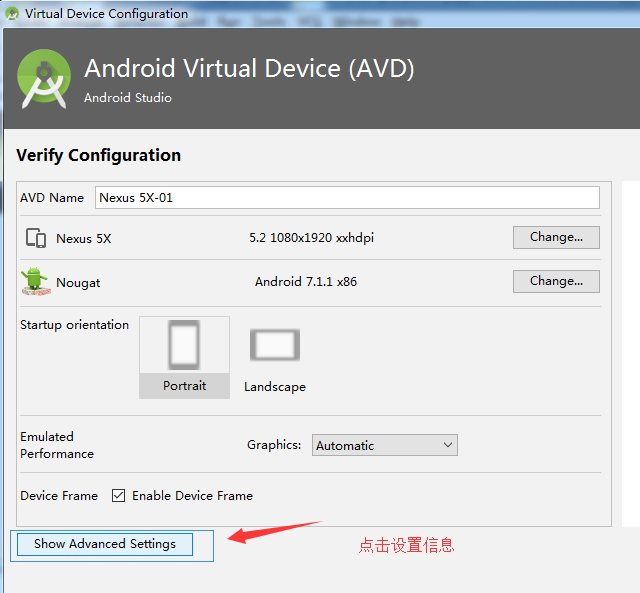 Virtual Device Configuration
Android Virtual Device (AVD)
Android Studio
Verify Configuration
AVD Name Nexus 5X-01
Nexus 5X 5.2 1080x1920 xxhdpi Change...
Nougat Android 7.1.1 x86 Change...
Startup orientation
Portrait Landscape
Emulated
Performance
Graphics: Automatic
Device Frame Enable Device Frame
Show Advanced Settings
点击设置信息